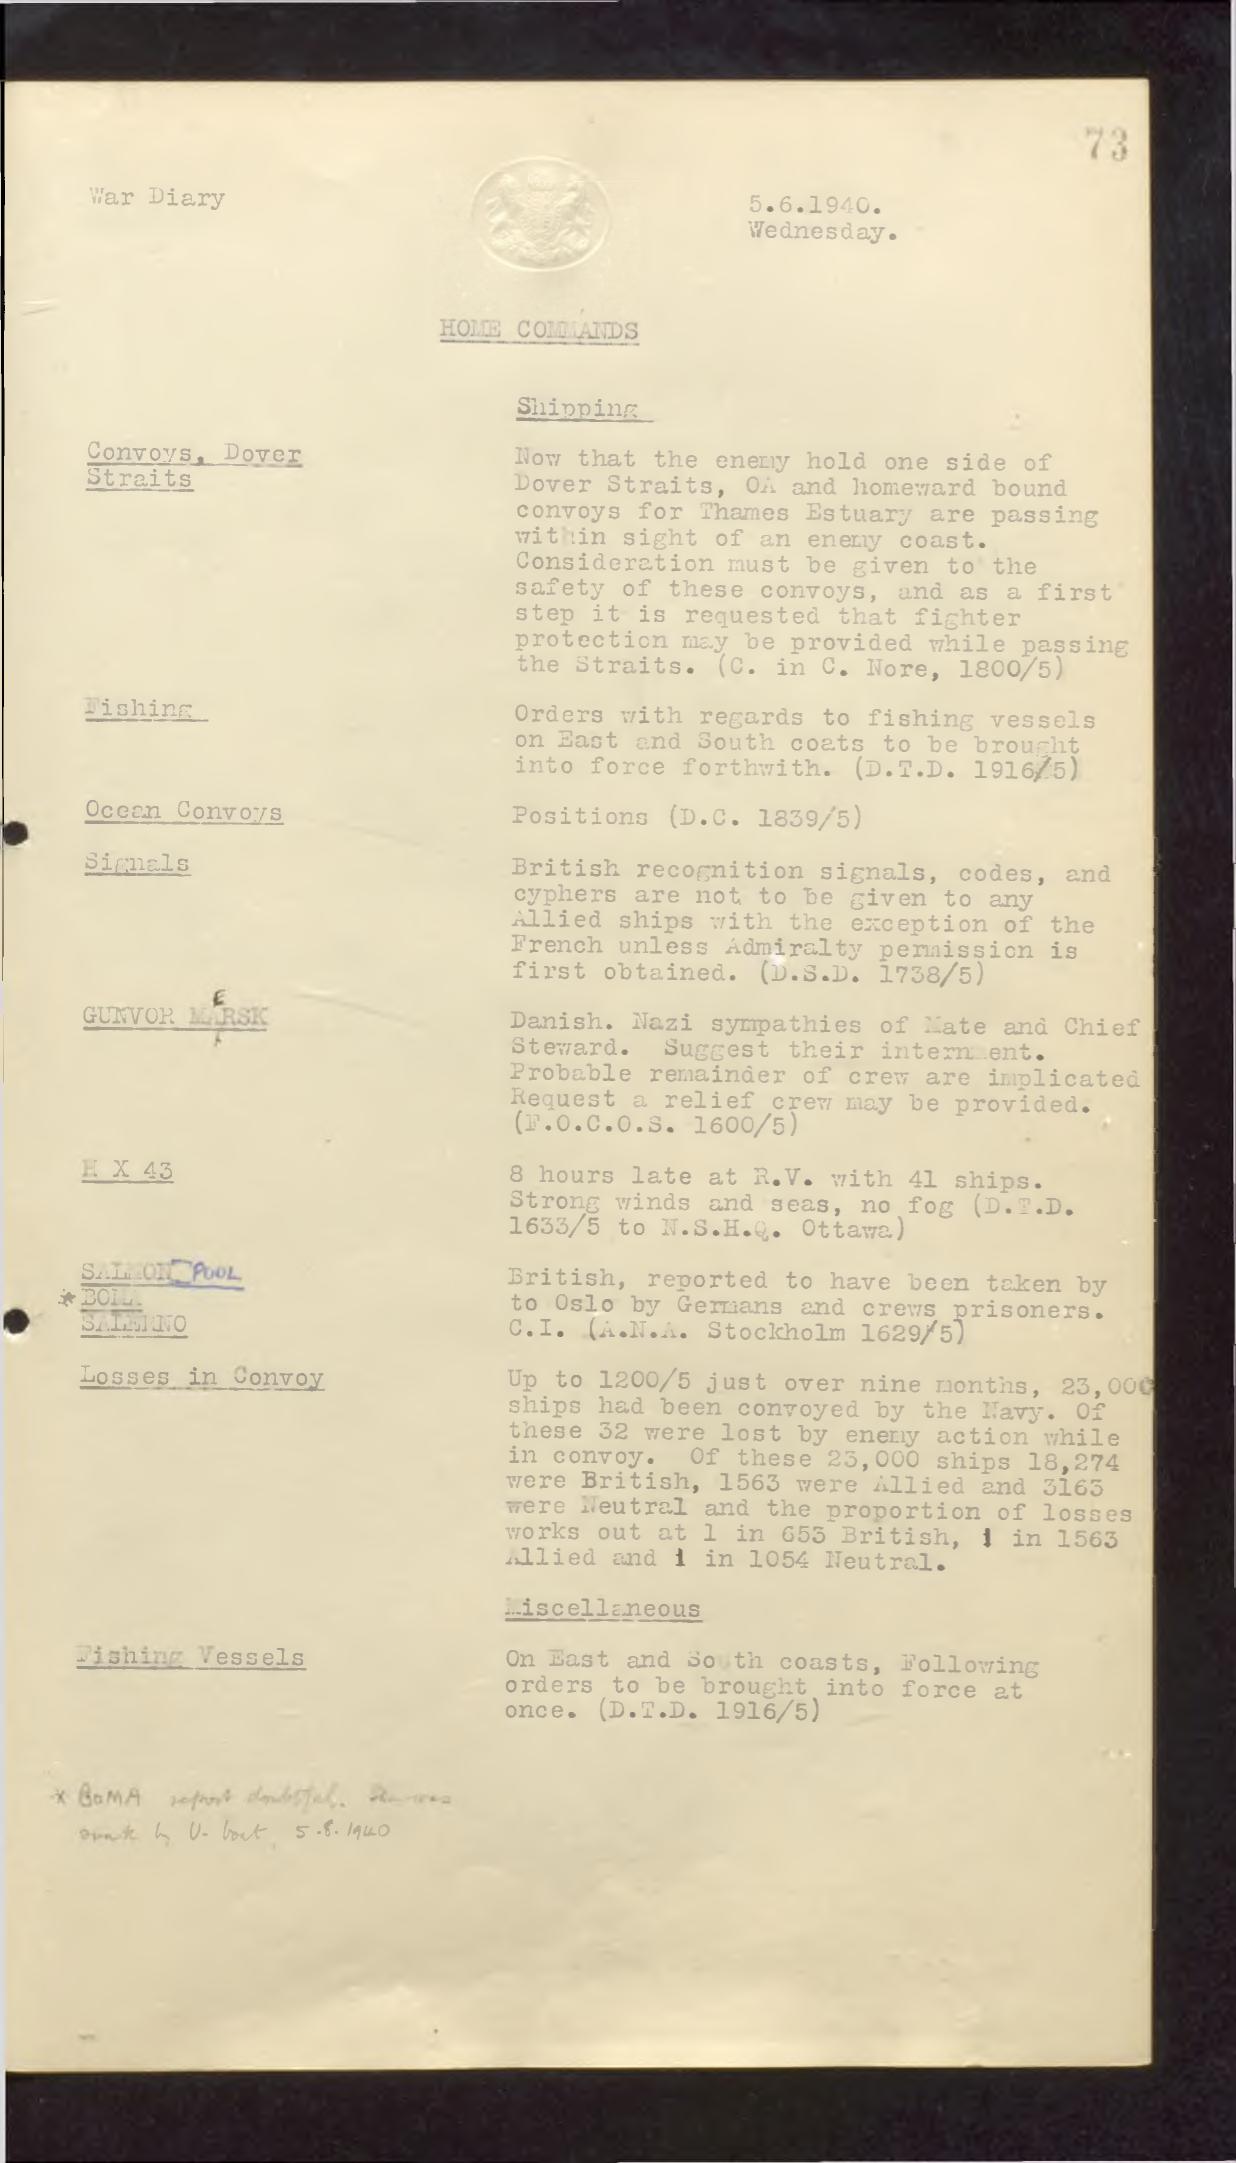 73
War Diary
5.6.1940.
Wednesday.
HOME COMMANDS
Shipping
Convoys, Dover
Straits
Now that the enemy hold one side of
Dover Straits, OA and homeward bound
convoys for Thames Estuary are passing
within sight of an enemy coast.
Consideration must be given to the
safety of these convoys, and as a first
step it is requested that fighter
protection may be provided while passing
the Straits. (C. in C. Nore, 1800/5)
Fishing
Orders with regards to fishing vessels
on East and South coats to be brought
into force forthwith. (D.T.D. 1916/5)
Ocean Convoys
Positions (D.C. 1839/5)
Signals
British recognition signals, codes, and
cyphers are not to be given to any
Allied ships with the exception of the
French unless Admiralty permission is
first obtained. (D.S.D. 1738/5)
E
GUNVOR MARSK
Danish. Nazi sympathies of Mate and Chief
Steward. Suggest their internment.
Probable remainder of crew are implicated
Request a relief crew may be provided.
(F.O.C.O.S. 1600/5)
H X 43
8 hours late at R.V. with 41 ships.
Strong winds and seas, no fog (D.T.D.
1633/5 to N.S.H.Q. Ottawa)
SALMON POOL
* BOMA
SALERNO
British, reported to have been taken by
to Oslo by Germans and crews prisoners.
C.I. (A.N.A. Stockholm 1629/5)
Losses in Convoy
Up to 1200/5 just over nine months, 23,000
ships had been convoyed by the Navy. Of
these 32 were lost by enemy action while
in convoy. Of these 23,000 ships 18,274
were British, 1563 were Allied and 3163
were Neutral and the proportion of losses
works out at 1 in 653 British, 1 in 1563
Allied and 1 in 1054 Neutral.
Miscellaneous
Fishing Vessels
On East and South coasts, Following
orders to be brought into force at
once. (D.T.D. 1916/5)
* BOMA report doubtful. She was
sunk by U-boat 5.8.1940